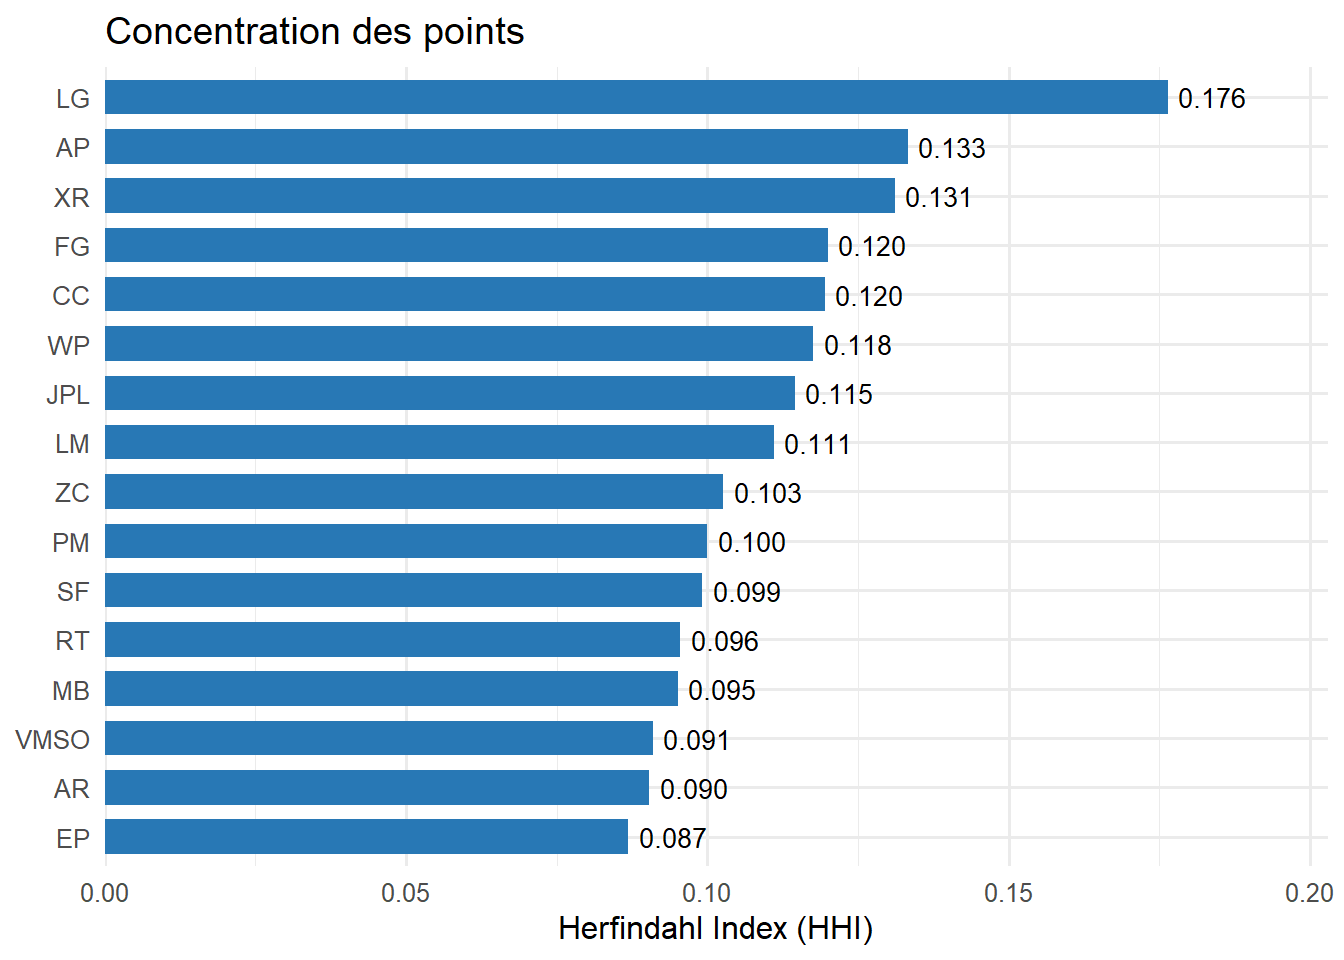 Concentration des points
LG 0.176
AP 0.133
XR 0.131
FG 0.120
CC 0.120
WP 0.118
JPL 0.115
LM 0.111
ZC 0.103
PM 0.100
SF 0.099
RT 0.096
MB 0.095
VMSO 0.091
AR 0.090
EP 0.087
0.00 0.05 0.10 0.15 0.20
Herfindahl Index (HHI)